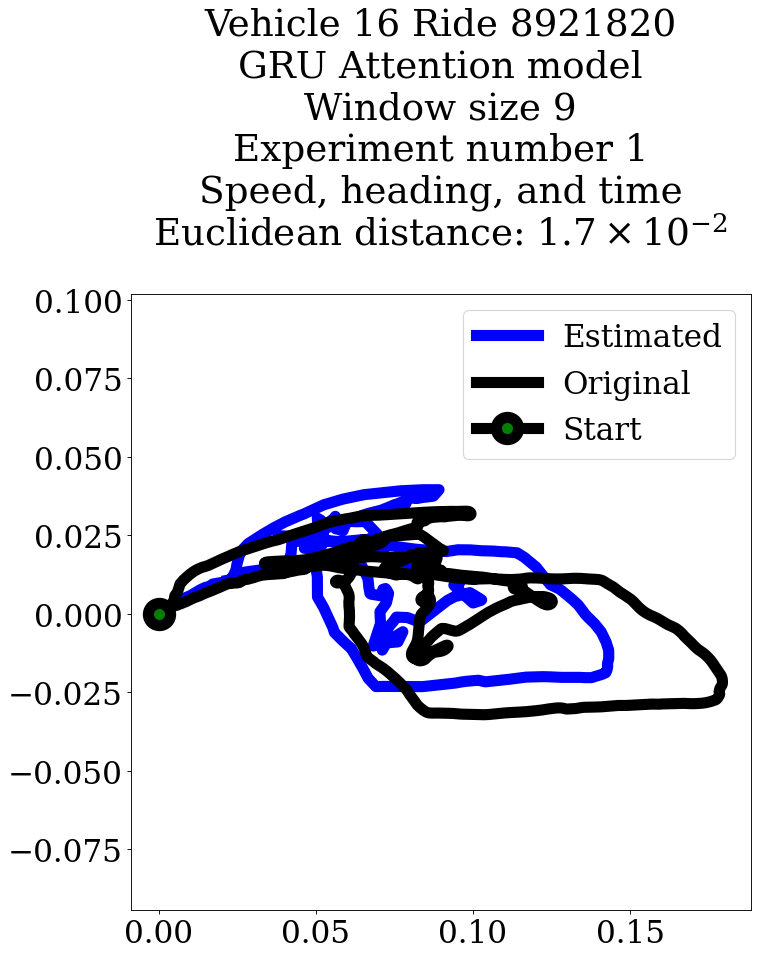 Vehicle 16 Ride 8921820
GRU Attention model
Window size 9
Experiment number 1
Speed, heading, and time
Euclidean distance: 1.7 × 10⁻²
Estimated
Original
Start
0.100
0.075
0.050
0.025
0.000
−0.025
−0.050
−0.075
0.00 0.05 0.10 0.15